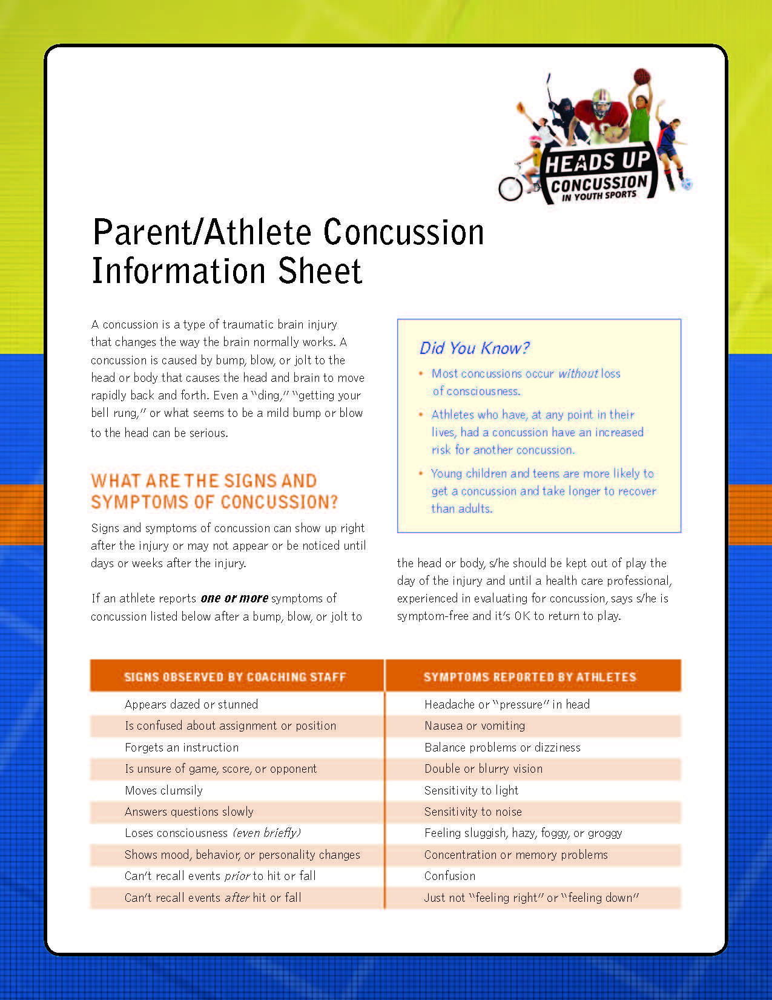 HEADS UP
CONCUSSION
IN YOUTH SPORTS
Parent/Athlete Concussion
Information Sheet
A concussion is a type of traumatic brain injury
that changes the way the brain normally works. A
concussion is caused by bump, blow, or jolt to the
head or body that causes the head and brain to move
rapidly back and forth. Even a “ding,” “getting your
bell rung,” or what seems to be a mild bump or blow
to the head can be serious.
WHAT ARE THE SIGNS AND
SYMPTOMS OF CONCUSSION?
Signs and symptoms of concussion can show up right
after the injury or may not appear or be noticed until
days or weeks after the injury.
If an athlete reports one or more symptoms of
concussion listed below after a bump, blow, or jolt to
Did You Know?
• Most concussions occur without loss
of consciousness.
• Athletes who have, at any point in their
lives, had a concussion have an increased
risk for another concussion.
• Young children and teens are more likely to
get a concussion and take longer to recover
than adults.
the head or body, s/he should be kept out of play the
day of the injury and until a health care professional,
experienced in evaluating for concussion, says s/he is
symptom-free and it’s OK to return to play.
SIGNS OBSERVED BY COACHING STAFF SYMPTOMS REPORTED BY ATHLETES
Appears dazed or stunned Headache or “pressure” in head
Is confused about assignment or position Nausea or vomiting
Forgets an instruction Balance problems or dizziness
Is unsure of game, score, or opponent Double or blurry vision
Moves clumsily Sensitivity to light
Answers questions slowly Sensitivity to noise
Loses consciousness (even briefly) Feeling sluggish, hazy, foggy, or groggy
Shows mood, behavior, or personality changes Concentration or memory problems
Can’t recall events prior to hit or fall Confusion
Can’t recall events after hit or fall Just not “feeling right” or “feeling down”